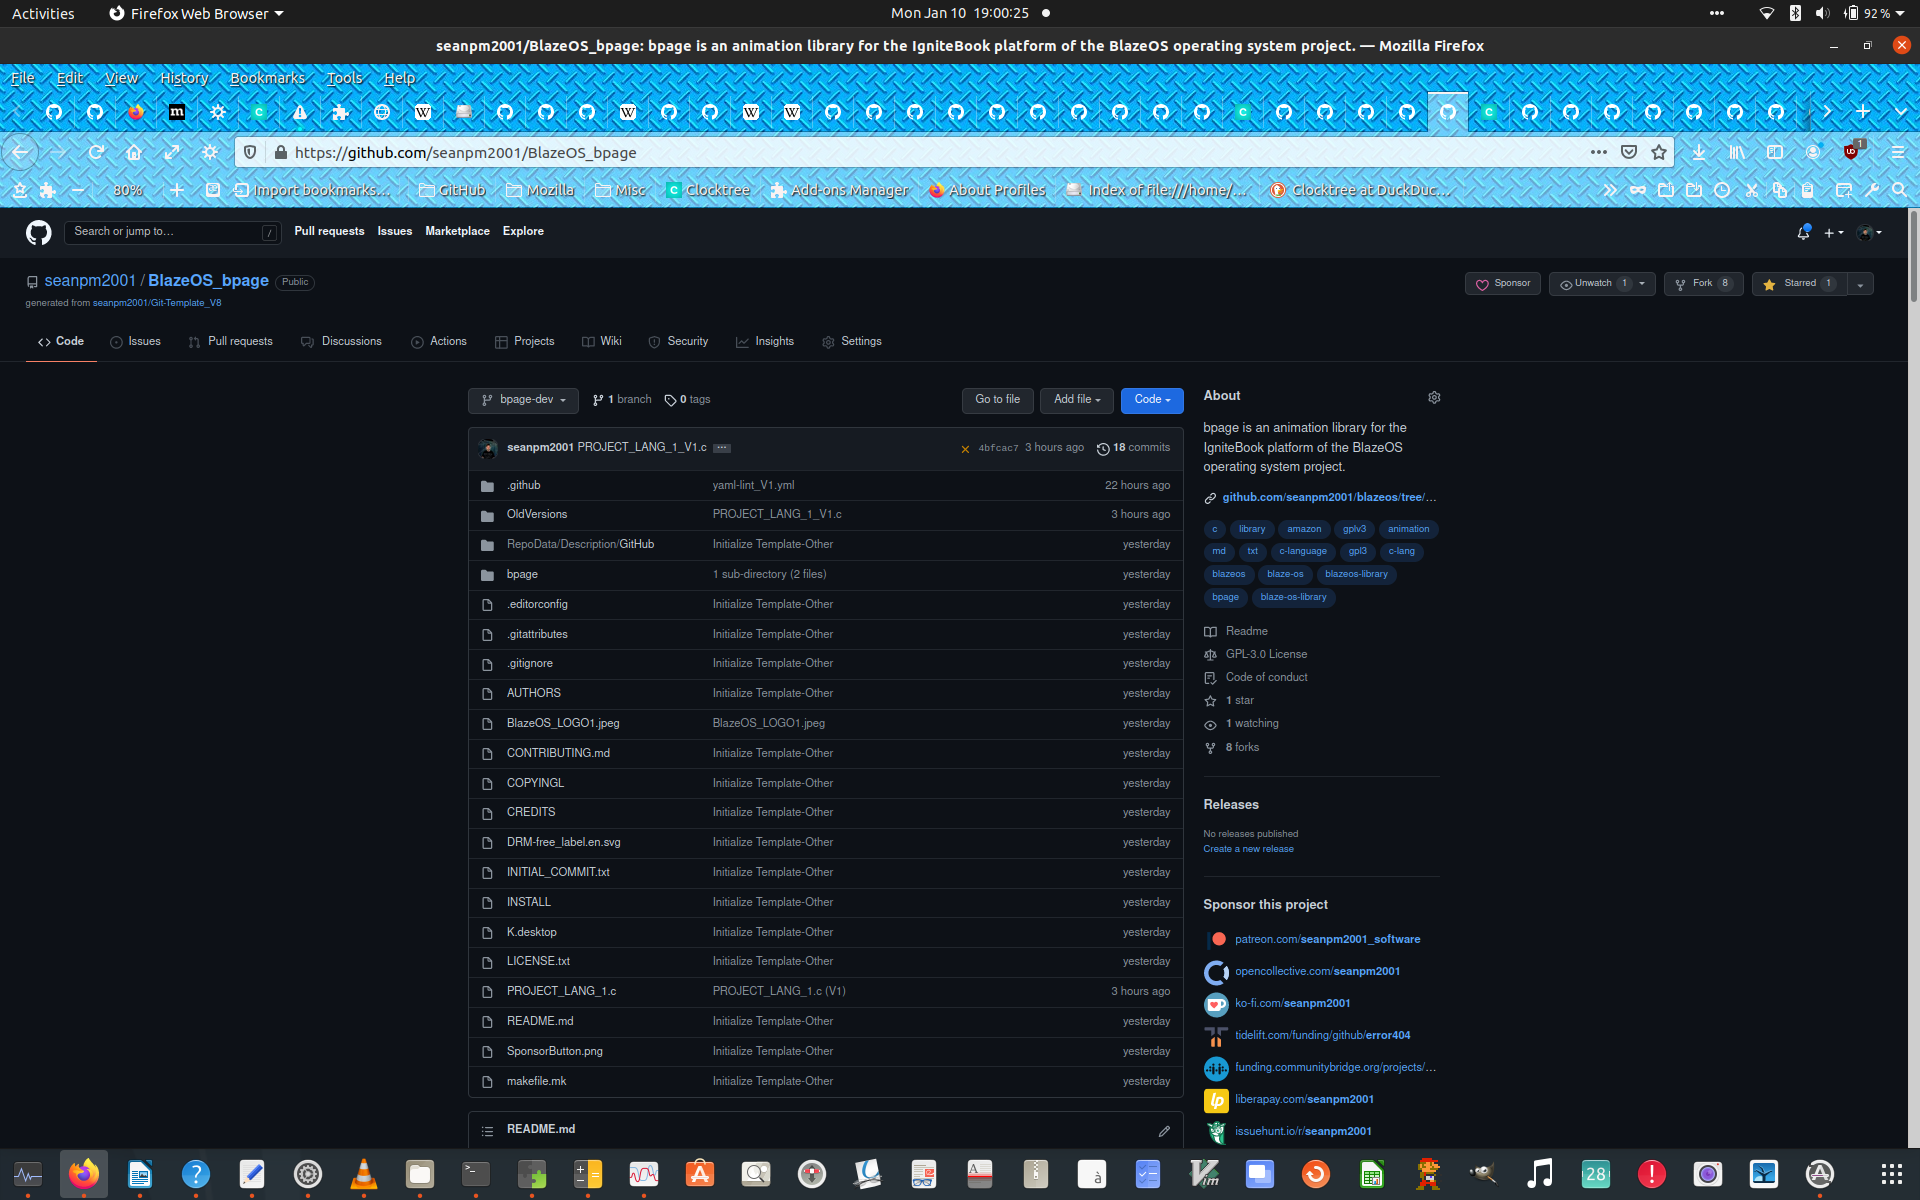 Activities Firefox Web Browser Mon Jan 10 19:00:25 92 %
seanpm2001/BlazeOS_bpage: bpage is an animation library for the IgniteBook platform of the BlazeOS operating system project. — Mozilla Firefox
File Edit View History Bookmarks Tools Help
https://github.com/seanpm2001/BlazeOS_bpage 1
80% Import bookmarks... GitHub Mozilla Misc Clocktree Add-ons Manager About Profiles Index of file:///home/... Clocktree at DuckDuc...
Search or jump to... / Pull requests Issues Marketplace Explore
seanpm2001 / BlazeOS_bpage Public Sponsor Unwatch 1 Fork 8 Starred 1
generated from seanpm2001/Git-Template_V8
Code Issues Pull requests Discussions Actions Projects Wiki Security Insights Settings
bpage-dev 1 branch 0 tags Go to file Add file Code
seanpm2001 PROJECT_LANG_1_V1.c ... 4bfcac7 3 hours ago 18 commits
.github yaml-lint_V1.yml 22 hours ago
OldVersions PROJECT_LANG_1_V1.c 3 hours ago
RepoData/Description/GitHub Initialize Template-Other yesterday
bpage 1 sub-directory (2 files) yesterday
.editorconfig Initialize Template-Other yesterday
.gitattributes Initialize Template-Other yesterday
.gitignore Initialize Template-Other yesterday
AUTHORS Initialize Template-Other yesterday
BlazeOS_LOGO1.jpeg BlazeOS_LOGO1.jpeg yesterday
CONTRIBUTING.md Initialize Template-Other yesterday
COPYINGL Initialize Template-Other yesterday
CREDITS Initialize Template-Other yesterday
DRM-free_label.en.svg Initialize Template-Other yesterday
INITIAL_COMMIT.txt Initialize Template-Other yesterday
INSTALL Initialize Template-Other yesterday
K.desktop Initialize Template-Other yesterday
LICENSE.txt Initialize Template-Other yesterday
PROJECT_LANG_1.c PROJECT_LANG_1.c (V1) 3 hours ago
README.md Initialize Template-Other yesterday
SponsorButton.png Initialize Template-Other yesterday
makefile.mk Initialize Template-Other yesterday
README.md
About
bpage is an animation library for the
IgniteBook platform of the BlazeOS
operating system project.
github.com/seanpm2001/blazeos/tree/...
c library amazon gplv3 animation
md txt c-language gpl3 c-lang
blazeos blaze-os blazeos-library
bpage blaze-os-library
Readme
GPL-3.0 License
Code of conduct
1 star
1 watching
8 forks
Releases
No releases published
Create a new release
Sponsor this project
patreon.com/seanpm2001_software
opencollective.com/seanpm2001
ko-fi.com/seanpm2001
tidelift.com/funding/github/error404
funding.communitybridge.org/projects/...
liberapay.com/seanpm2001
issuehunt.io/r/seanpm2001
28